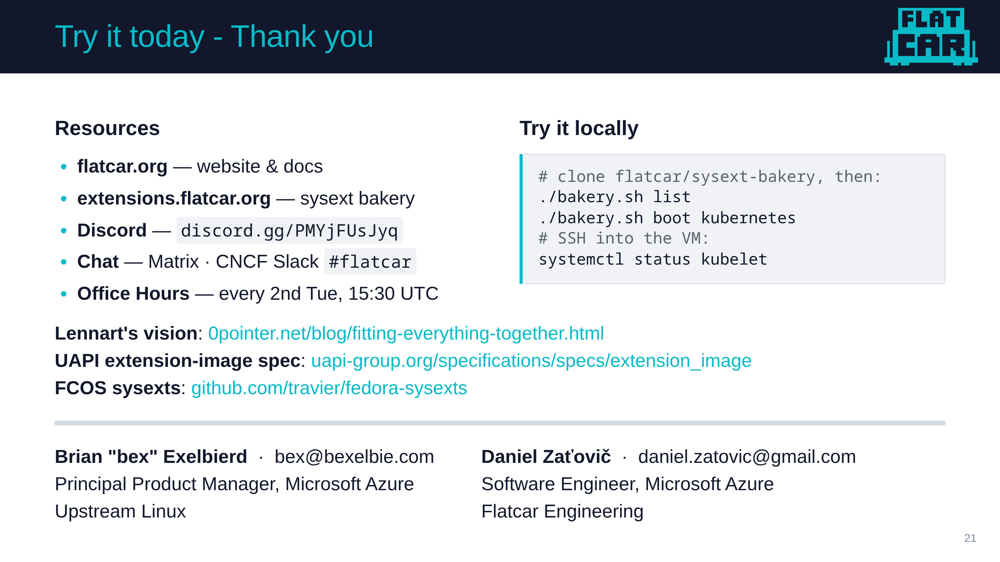 Try it today - Thank you
FLAT
CAR
Resources
• flatcar.org — website & docs
• extensions.flatcar.org — sysext bakery
• Discord — discord.gg/PMYjFUsJyq
• Chat — Matrix · CNCF Slack #flatcar
• Office Hours — every 2nd Tue, 15:30 UTC
Try it locally
# clone flatcar/sysext-bakery, then:
./bakery.sh list
./bakery.sh boot kubernetes
# SSH into the VM:
systemctl status kubelet
Lennart's vision: 0pointer.net/blog/fitting-everything-together.html
UAPI extension-image spec: uapi-group.org/specifications/specs/extension_image
FCOS sysexts: github.com/travier/fedora-sysexts
Brian "bex" Exelbierd · bex@bexelbie.com
Principal Product Manager, Microsoft Azure
Upstream Linux
Daniel Zaťovič · daniel.zatovic@gmail.com
Software Engineer, Microsoft Azure
Flatcar Engineering
21